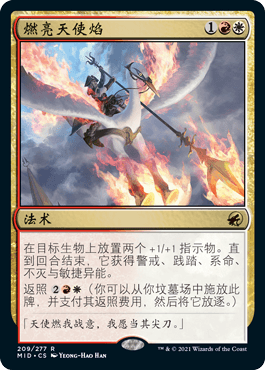 燃亮天使焰
1
法术
在目标生物上放置两个 +1/+1 指示物。直
到回合结束，它获得警戒、践踏、系命、
不灭与敏捷异能。
返照 2（你可以从你坟墓场中施放此
牌，并支付其返照费用，然后将它放逐。）
「天使燃我战意，我愿当其尖刀。」
209/277 R
MID • CS Yeong-Hao Han
™ & © 2021 Wizards of the Coast